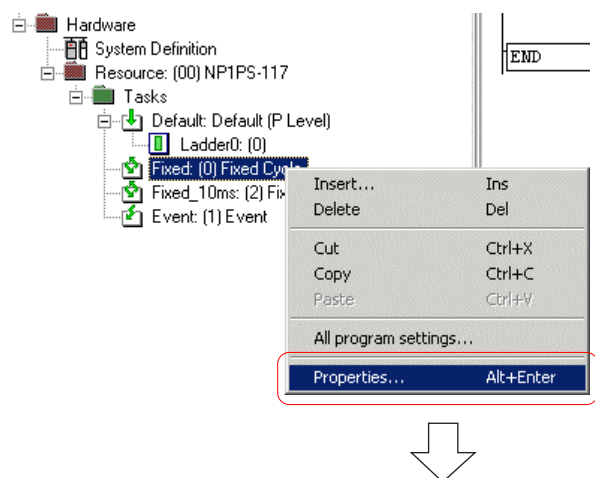 Hardware
System Definition
END
Resource: (00) NP1PS-117
Tasks
Default: Default (P Level)
Ladder0: (0)
Fixed: (0) Fixed Cycle
Fixed_10ms: (2) Fix
Event: (1) Event
Insert... Ins
Delete Del
Cut Ctrl+X
Copy Ctrl+C
Paste Ctrl+V
All program settings...
Properties... Alt+Enter